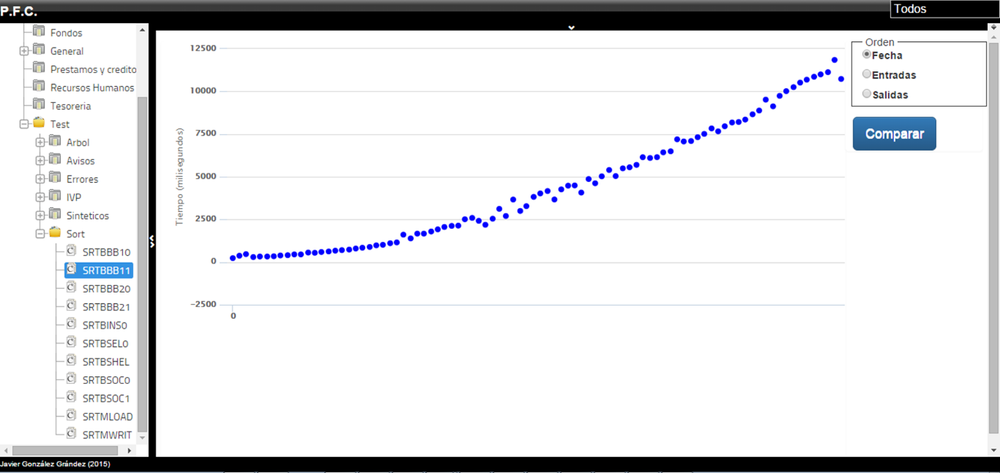 P.F.C.
Todos
Fondos
General
Prestamos y credito
Recursos Humanos
Tesoreria
Test
Arbol
Avisos
Errores
IVP
Sinteticos
Sort
SRTBBB10
SRTBBB11
SRTBBB20
SRTBBB21
SRTBINS0
SRTBSEL0
SRTBSHEL
SRTBSOC0
SRTBSOC1
SRTMLOAD
SRTMWRIT
Tiempo (milisegundos)
12500
10000
7500
5000
2500
0
−2500
0
Orden
Fecha
Entradas
Salidas
Comparar
Javier González Grández (2015)